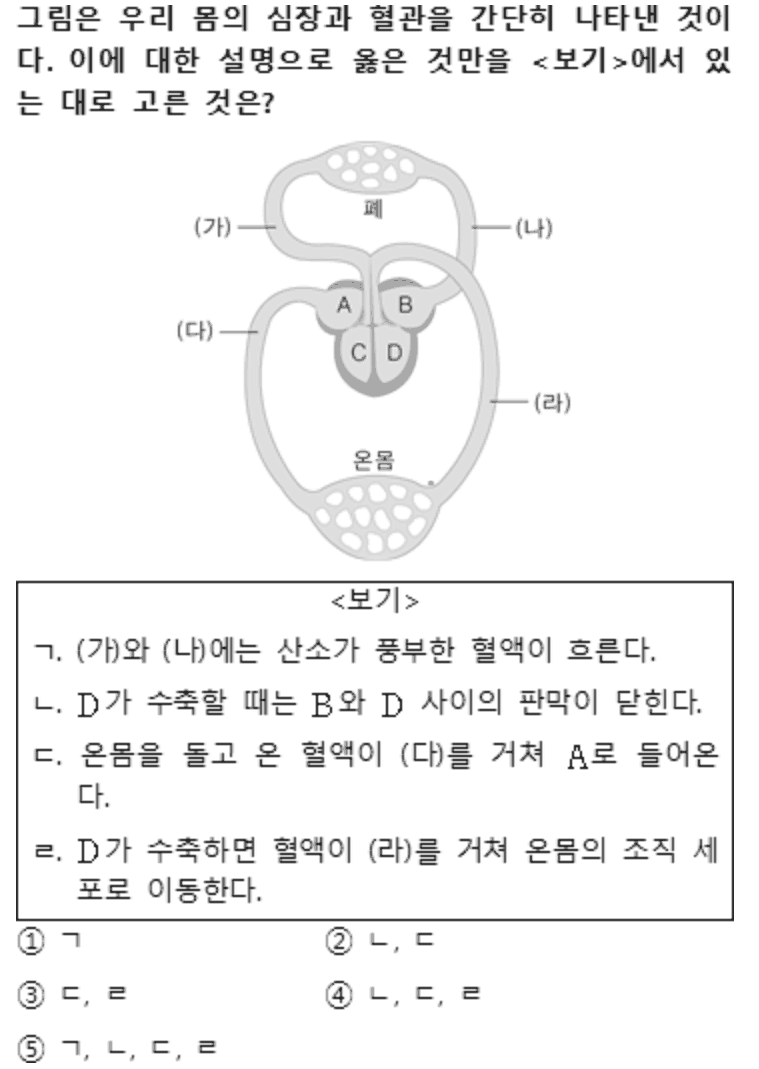 그림은 우리 몸의 심장과 혈관을 간단히 나타낸 것이
다. 이에 대한 설명으로 옳은 것만을 <보기>에서 있
는 대로 고른 것은?
폐
(가)
(나)
A
B
(다)
C
D
(라)
온몸
<보기>
ㄱ. (가)와 (나)에는 산소가 풍부한 혈액이 흐른다.
ㄴ. D가 수축할 때는 B와 D 사이의 판막이 닫힌다.
ㄷ. 온몸을 돌고 온 혈액이 (다)를 거쳐 A로 들어온
다.
ㄹ. D가 수축하면 혈액이 (라)를 거쳐 온몸의 조직 세
포로 이동한다.
① ㄱ ② ㄴ, ㄷ
③ ㄷ, ㄹ ④ ㄴ, ㄷ, ㄹ
⑤ ㄱ, ㄴ, ㄷ, ㄹ